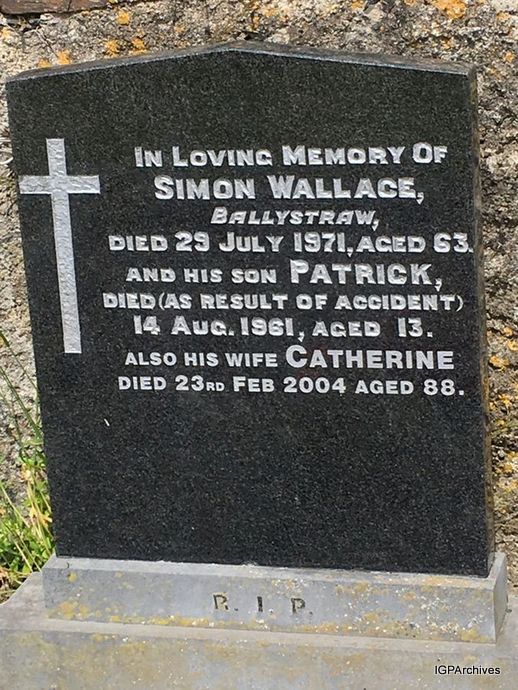 IN LOVING MEMORY OF
SIMON WALLACE,
BALLYSTRAW,
DIED 29 JULY 1971, AGED 63.
AND HIS SON PATRICK,
DIED (AS RESULT OF ACCIDENT)
14 AUG. 1961, AGED 13.
ALSO HIS WIFE CATHERINE
DIED 23RD FEB 2004 AGED 88.
R.I.P.
IGPArchives